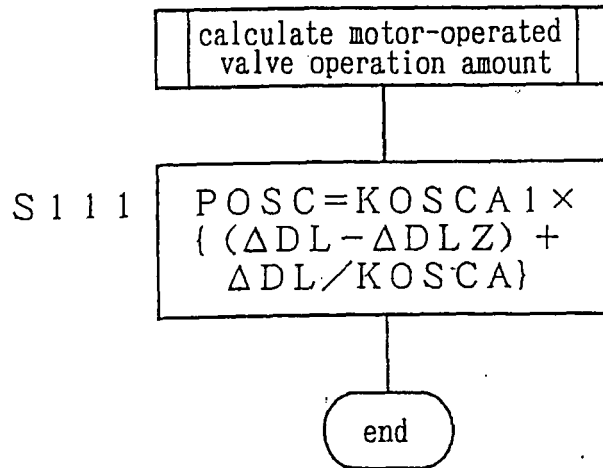 calculate motor-operated
valve operation amount
S111
POSC=KOSCA1×
{(ΔDL-ΔDLZ)+
ΔDL/KOSCA}
end